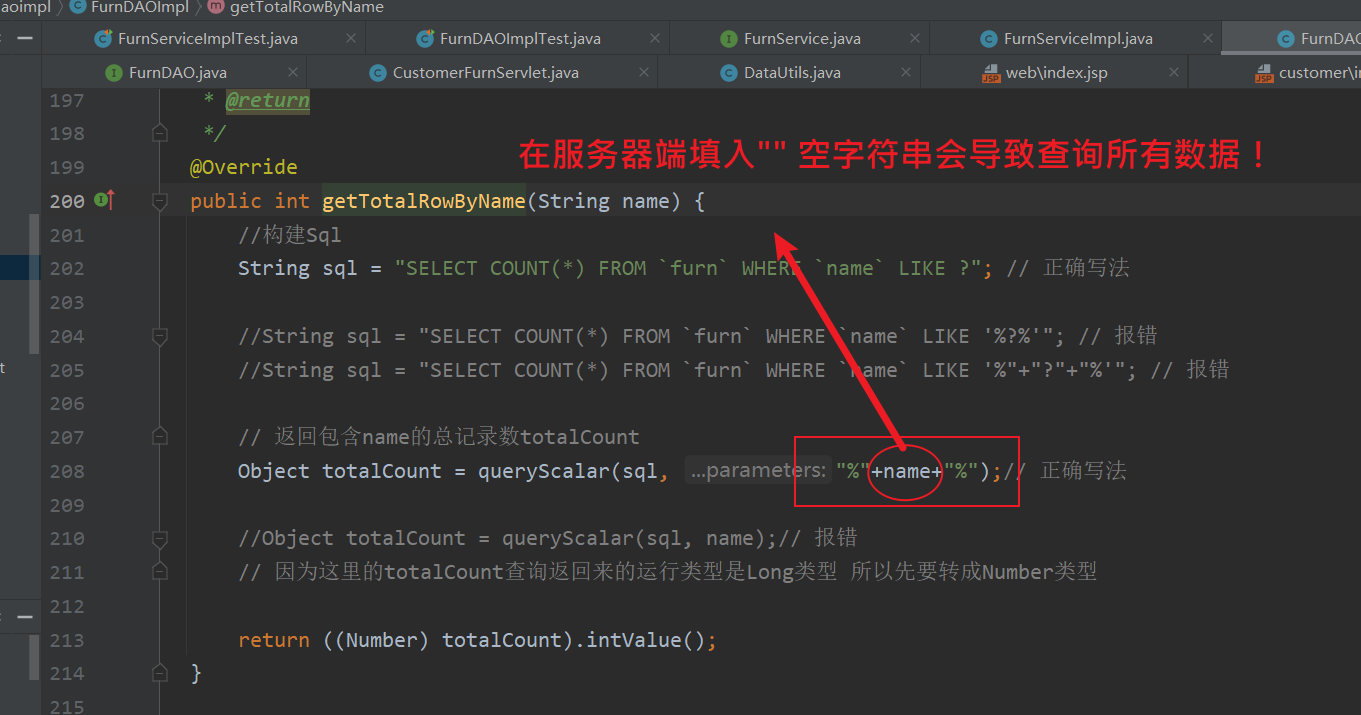 aoimpl FurnDAOImpl getTotalRowByName
FurnServiceImplTest.java FurnDAOImplTest.java FurnService.java FurnServiceImpl.java FurnDAO
FurnDAO.java CustomerFurnServlet.java DataUtils.java web\index.jsp customer\i
197 * @return
198 */
在服务器端填入"" 空字符串会导致查询所有数据！
199 @Override
200 public int getTotalRowByName(String name) {
201 //构建Sql
202 String sql = "SELECT COUNT(*) FROM `furn` WHERE `name` LIKE ?"; // 正确写法
203
204 //String sql = "SELECT COUNT(*) FROM `furn` WHERE `name` LIKE '%?%'"; // 报错
205 //String sql = "SELECT COUNT(*) FROM `furn` WHERE `name` LIKE '%"+"?"+"%'"; // 报错
206
207 // 返回包含name的总记录数totalCount
208 Object totalCount = queryScalar(sql, ...parameters: "%"+name+"%");// 正确写法
209
210 //Object totalCount = queryScalar(sql, name);// 报错
211 // 因为这里的totalCount查询返回来的运行类型是Long类型 所以先要转成Number类型
212
213 return ((Number) totalCount).intValue();
214 }
215
t